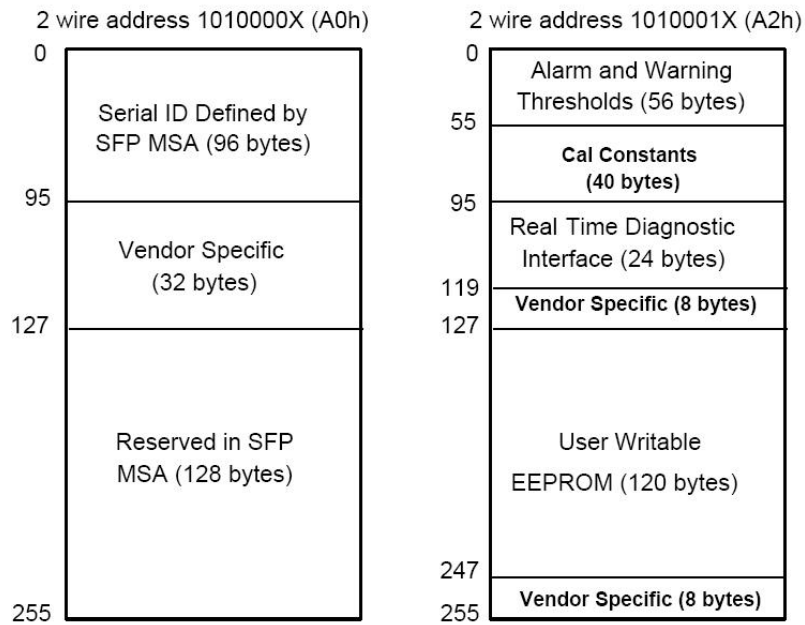 2 wire address 1010000X (A0h)
0
Serial ID Defined by
SFP MSA (96 bytes)
95
Vendor Specific
(32 bytes)
127
Reserved in SFP
MSA (128 bytes)
255
2 wire address 1010001X (A2h)
0
Alarm and Warning
Thresholds (56 bytes)
55
Cal Constants
(40 bytes)
95
Real Time Diagnostic
Interface (24 bytes)
119
Vendor Specific (8 bytes)
127
User Writable
EEPROM (120 bytes)
247
Vendor Specific (8 bytes)
255